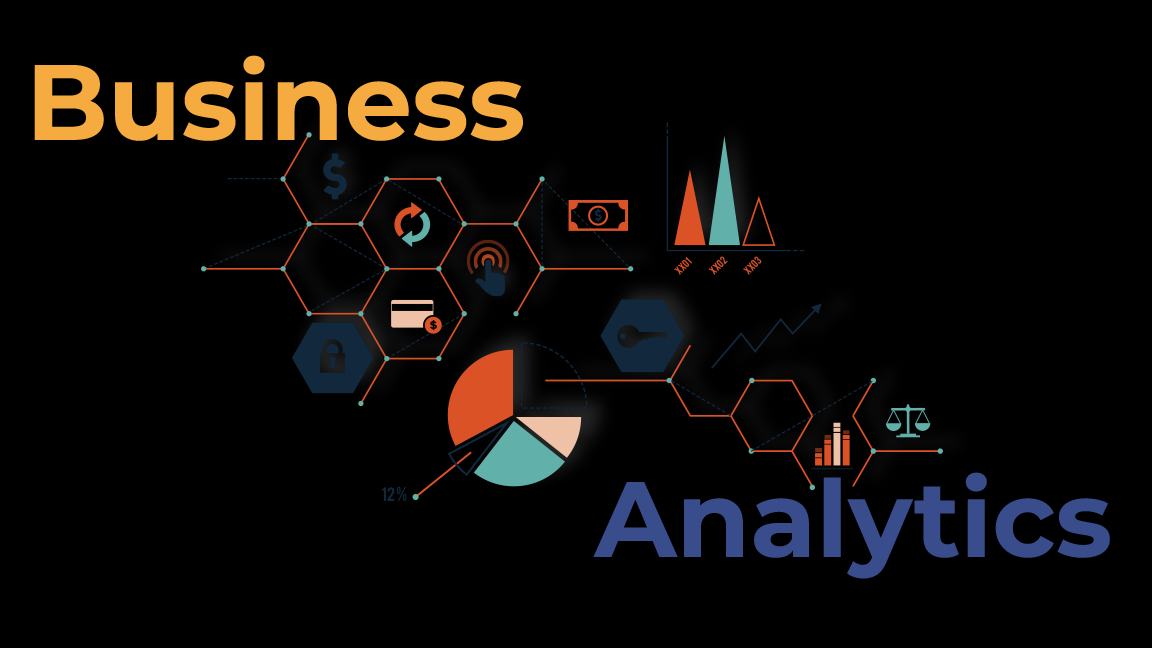 Business
$
$
$
XX01 XX02 XX03
12%
Analytics